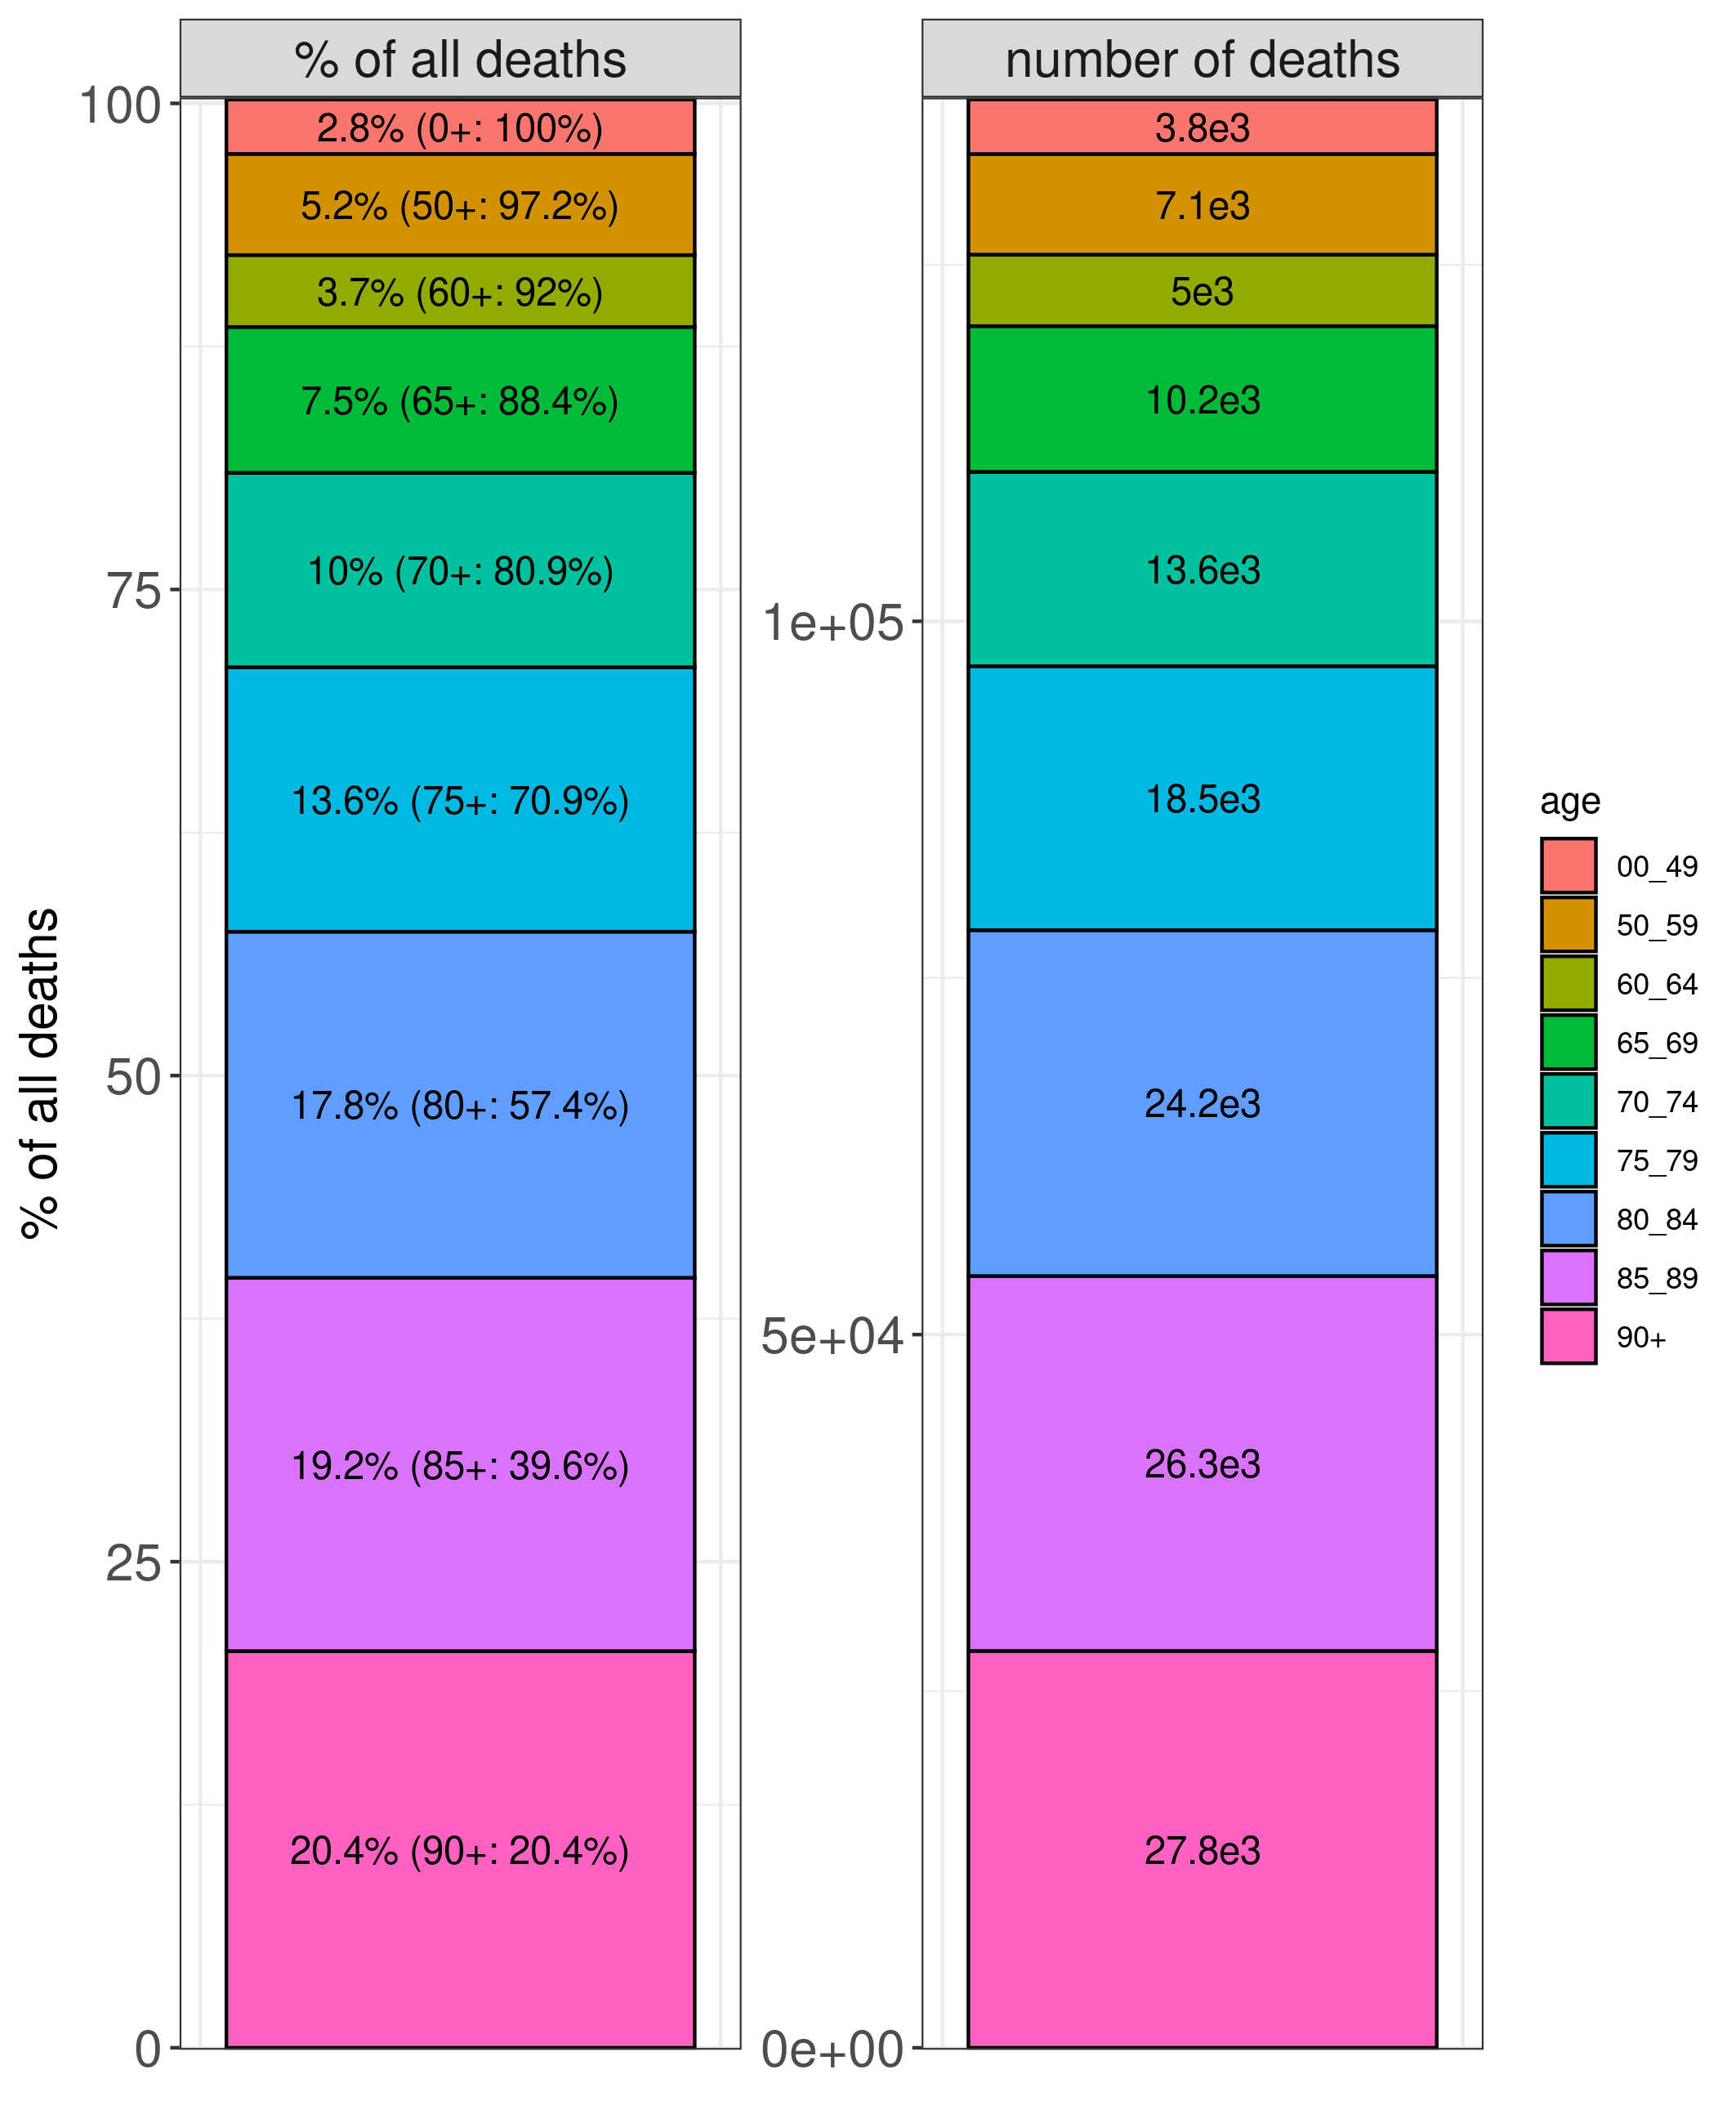 % of all deaths
number of deaths
% of all deaths
100
75
50
25
0
2.8% (0+: 100%)
5.2% (50+: 97.2%)
3.7% (60+: 92%)
7.5% (65+: 88.4%)
10% (70+: 80.9%)
13.6% (75+: 70.9%)
17.8% (80+: 57.4%)
19.2% (85+: 39.6%)
20.4% (90+: 20.4%)
1e+05
5e+04
0e+00
3.8e3
7.1e3
5e3
10.2e3
13.6e3
18.5e3
24.2e3
26.3e3
27.8e3
age
00_49
50_59
60_64
65_69
70_74
75_79
80_84
85_89
90+